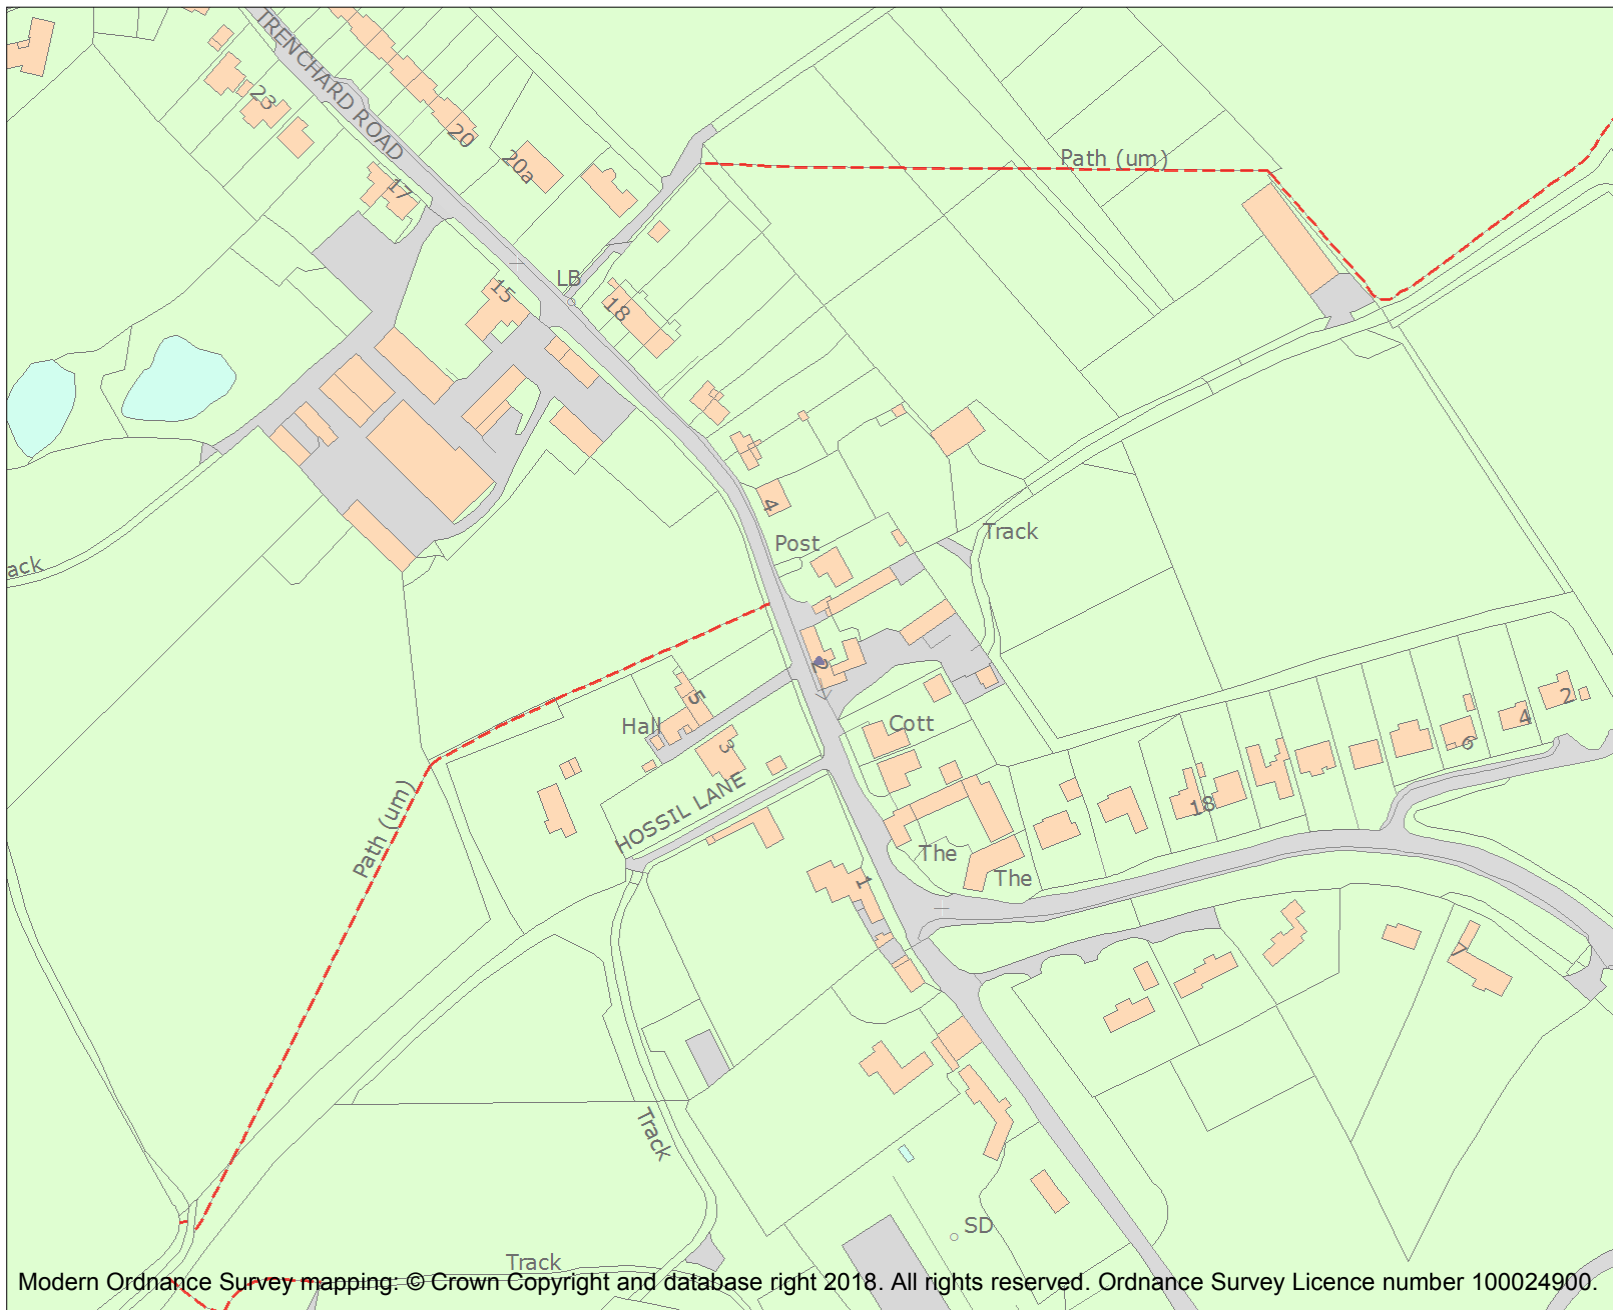 TRENCHARD ROAD
23
20
20a
17
Path (um)
LB
15
18
4
Post
Track
ack
2
5
Hall
3
Cott
2
4
6
18
HOSSIL LANE
Path (um)
The
The
1
7
Track
SD
Track
Modern Ordnance Survey mapping: © Crown Copyright and database right 2018. All rights reserved. Ordnance Survey Licence number 100024900.